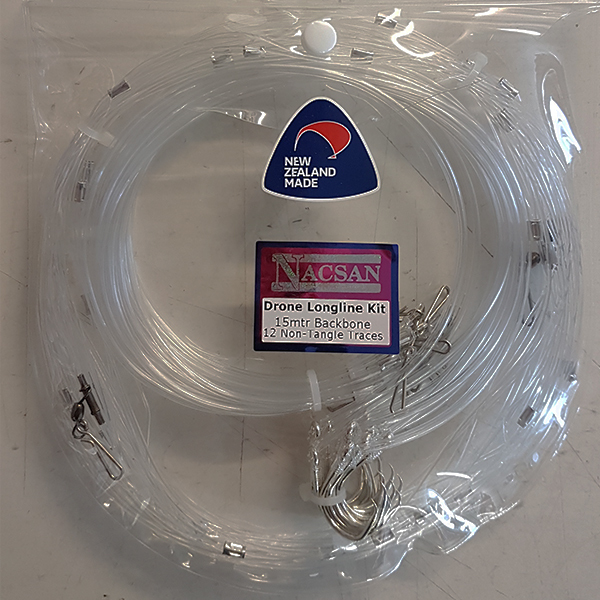 NEW
ZEALAND
MADE
NACSAN
Drone Longline Kit
15mtr Backbone
12 Non-Tangle Traces